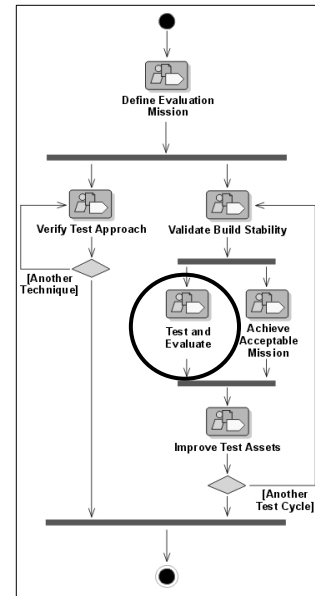 Define Evaluation
Mission
Verify Test Approach
Validate Build Stability
[Another
Technique]
Test and
Evaluate
Achieve
Acceptable
Mission
Improve Test Assets
[Another
Test Cycle]